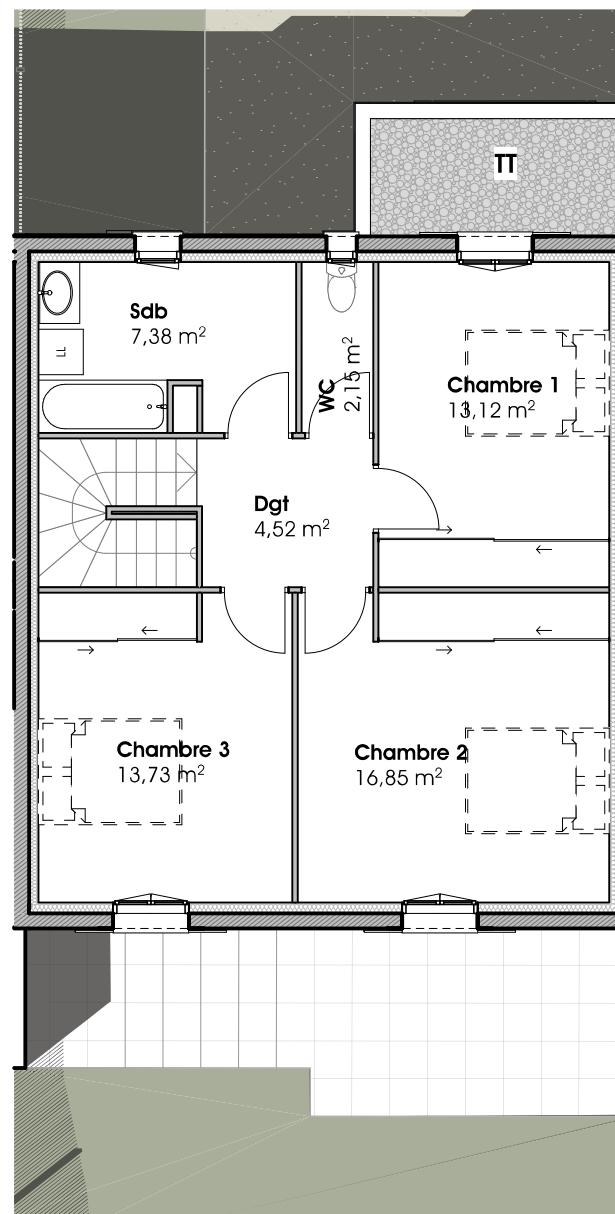 TT
Sdb
7,38 m²
LL
WC
2,15 m²
Chambre 1
13,12 m²
Dgt
4,52 m²
Chambre 3
13,73 m²
Chambre 2
16,85 m²